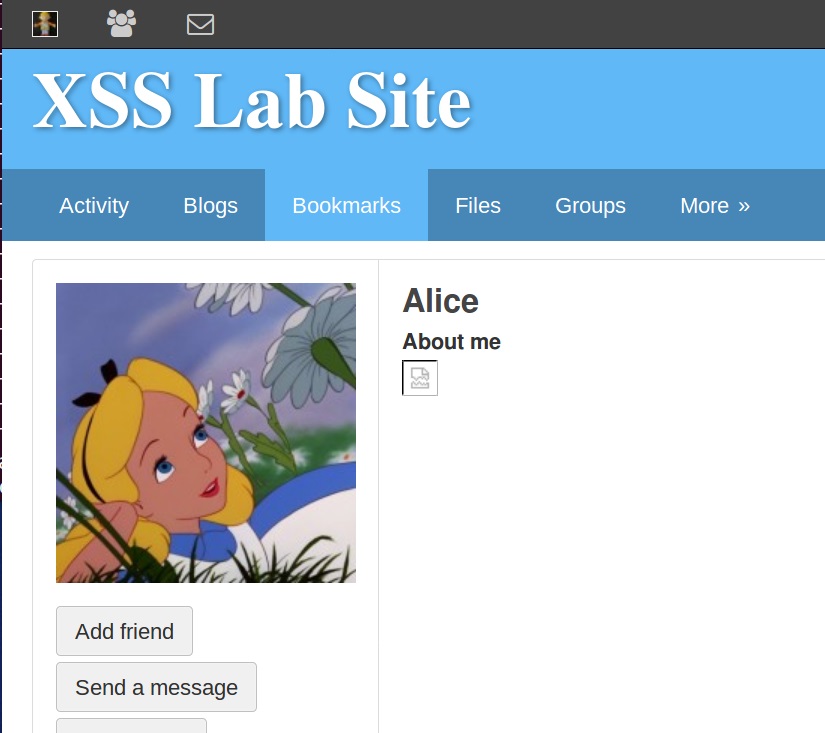 XSS Lab Site
Activity Blogs Bookmarks Files Groups More »
Alice
About me
Add friend
Send a message